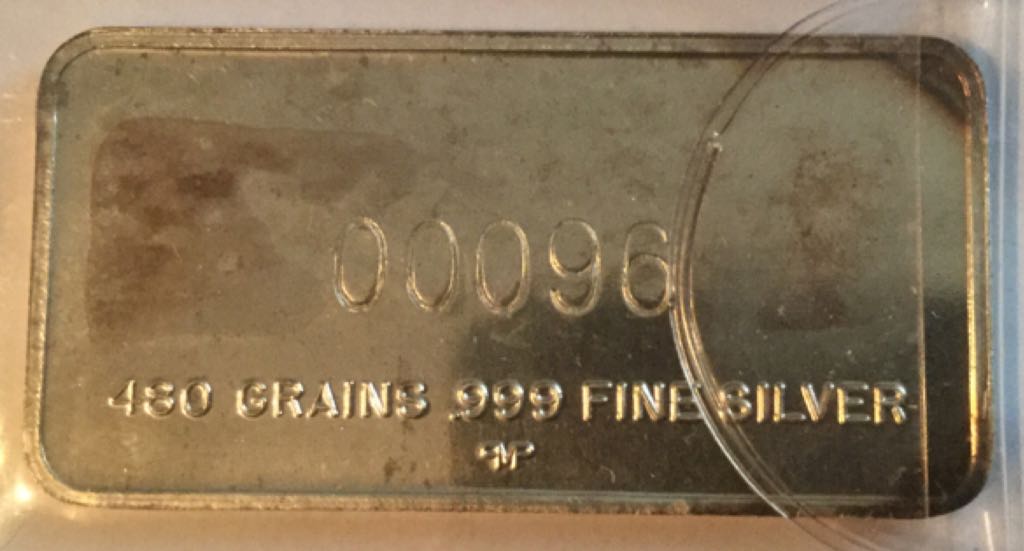 00096
480 GRAINS .999 FINE SILVER